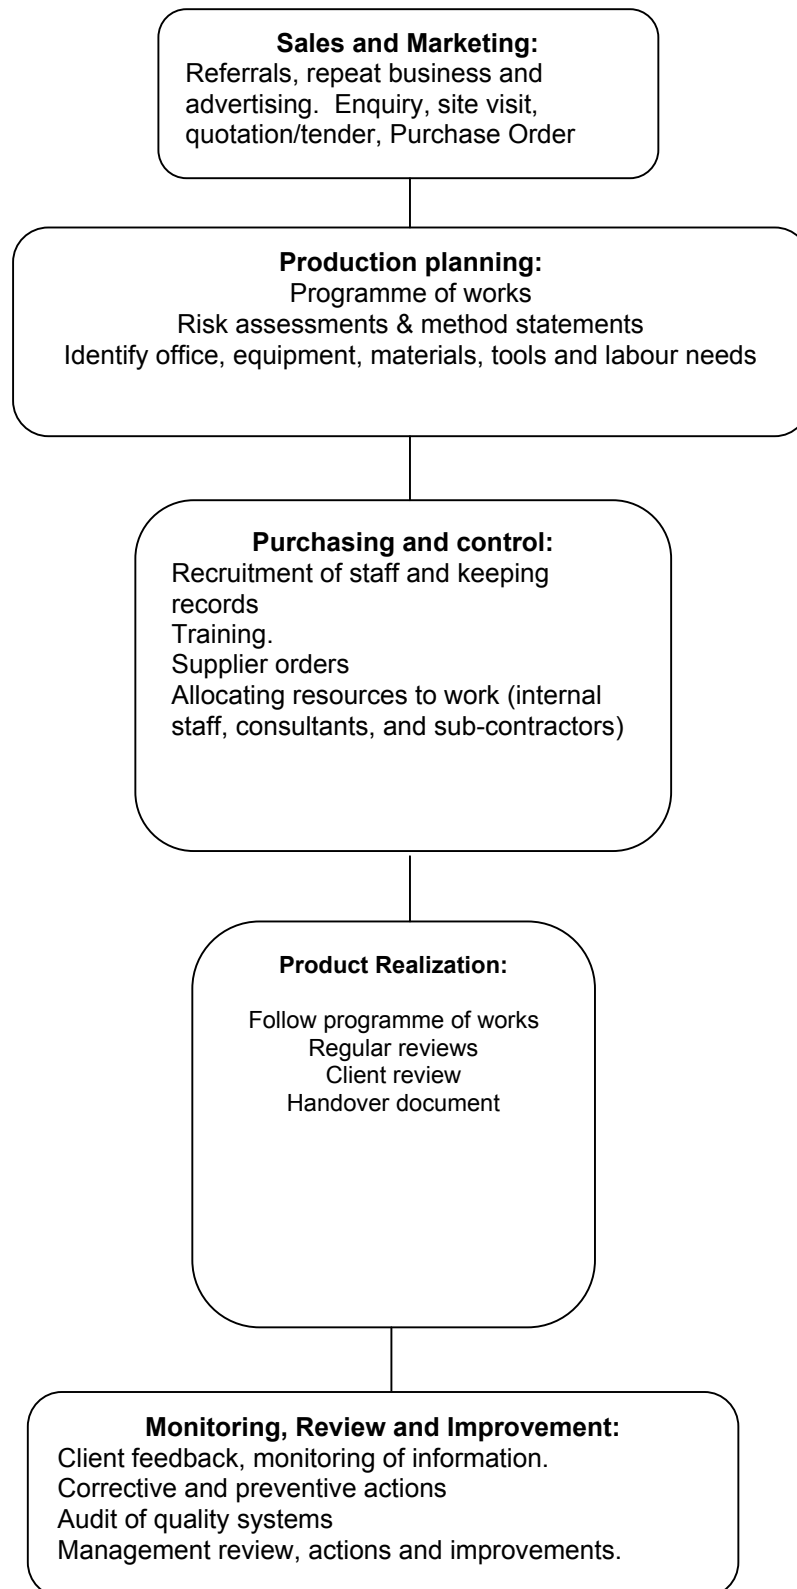 Sales and Marketing:
Referrals, repeat business and
advertising.  Enquiry, site visit,
quotation/tender, Purchase Order
Production planning:
Programme of works
Risk assessments & method statements
Identify office, equipment, materials, tools and labour needs
Purchasing and control:
Recruitment of staff and keeping
records
Training.
Supplier orders
Allocating resources to work (internal
staff, consultants, and sub-contractors)
Product Realization:
Follow programme of works
Regular reviews
Client review
Handover document
Monitoring, Review and Improvement:
Client feedback, monitoring of information.
Corrective and preventive actions
Audit of quality systems
Management review, actions and improvements.